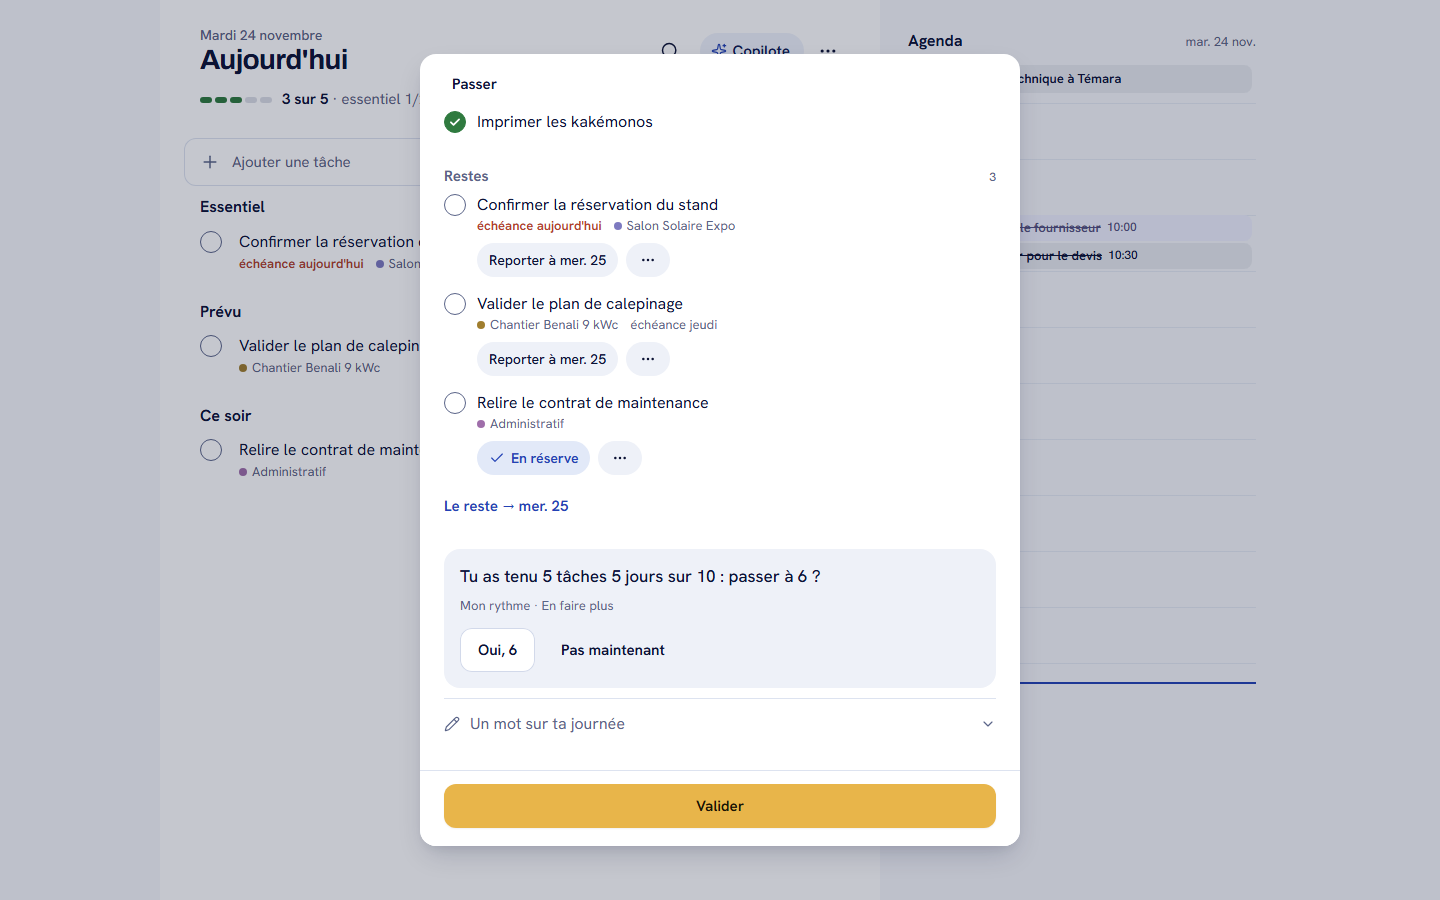 Mardi 24 novembre
Aujourd'hui
3 sur 5 · essentiel 1/
Copilote
Ajouter une tâche
Essentiel
Confirmer la réservation
échéance aujourd'hui
Salon
Prévu
Valider le plan de calepin
Chantier Benali 9 kWc
Ce soir
Relire le contrat de maint
Administratif
Passer
Imprimer les kakémonos
Restes
3
Confirmer la réservation du stand
échéance aujourd'hui
Salon Solaire Expo
Reporter à mer. 25
Valider le plan de calepinage
Chantier Benali 9 kWc
échéance jeudi
Reporter à mer. 25
Relire le contrat de maintenance
Administratif
En réserve
Le reste → mer. 25
Tu as tenu 5 tâches 5 jours sur 10 : passer à 6 ?
Mon rythme · En faire plus
Oui, 6
Pas maintenant
Un mot sur ta journée
Valider
Agenda
mar. 24 nov.
chnique à Témara
le fournisseur 10:00
pour le devis 10:30